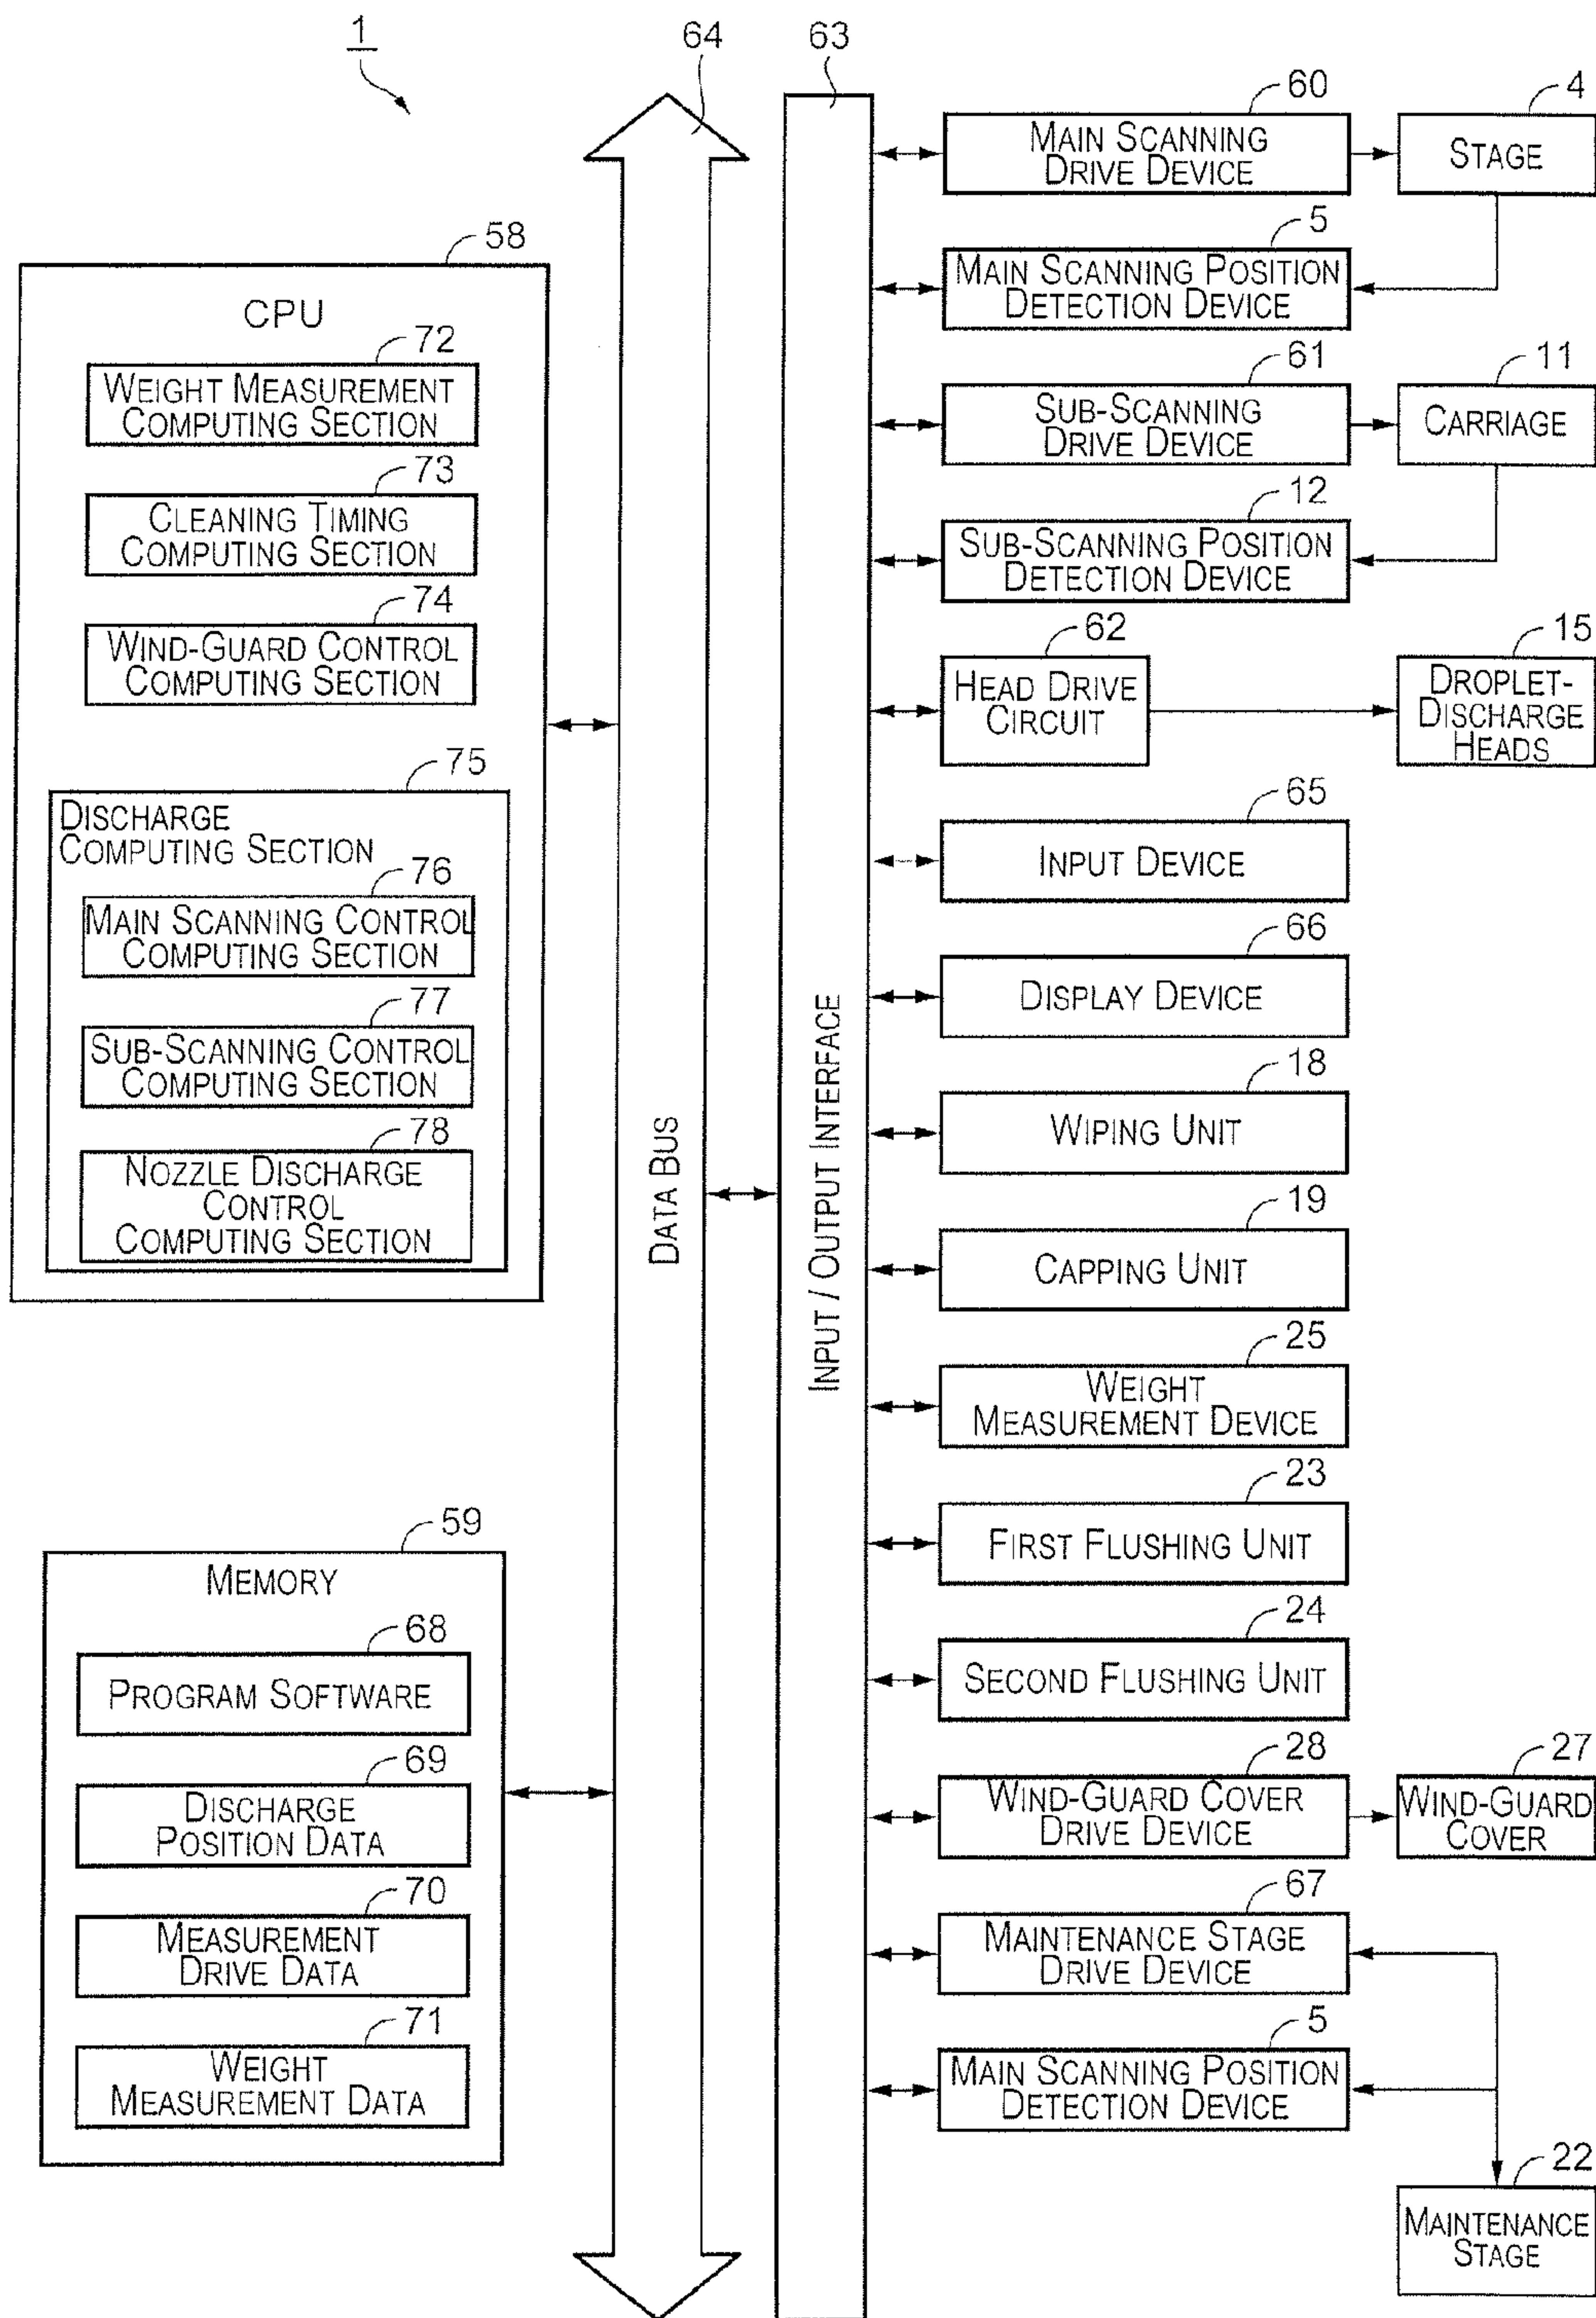 1
64
63
58
CPU
72
WEIGHT MEASUREMENT
COMPUTING SECTION
73
CLEANING TIMING
COMPUTING SECTION
74
WIND-GUARD CONTROL
COMPUTING SECTION
75
DISCHARGE
COMPUTING SECTION
76
MAIN SCANNING CONTROL
COMPUTING SECTION
77
SUB-SCANNING CONTROL
COMPUTING SECTION
78
NOZZLE DISCHARGE
CONTROL
COMPUTING SECTION
59
MEMORY
68
PROGRAM SOFTWARE
69
DISCHARGE
POSITION DATA
70
MEASUREMENT
DRIVE DATA
71
WEIGHT
MEASUREMENT DATA
DATA BUS
INPUT / OUTPUT INTERFACE
60
MAIN SCANNING
DRIVE DEVICE
4
STAGE
5
MAIN SCANNING POSITION
DETECTION DEVICE
61
SUB-SCANNING
DRIVE DEVICE
11
CARRIAGE
12
SUB-SCANNING POSITION
DETECTION DEVICE
62
HEAD DRIVE
CIRCUIT
15
DROPLET-
DISCHARGE
HEADS
65
INPUT DEVICE
66
DISPLAY DEVICE
18
WIPING UNIT
19
CAPPING UNIT
25
WEIGHT
MEASUREMENT DEVICE
23
FIRST FLUSHING UNIT
24
SECOND FLUSHING UNIT
28
WIND-GUARD COVER
DRIVE DEVICE
27
WIND-GUARD
COVER
67
MAINTENANCE STAGE
DRIVE DEVICE
5
MAIN SCANNING POSITION
DETECTION DEVICE
22
MAINTENANCE
STAGE